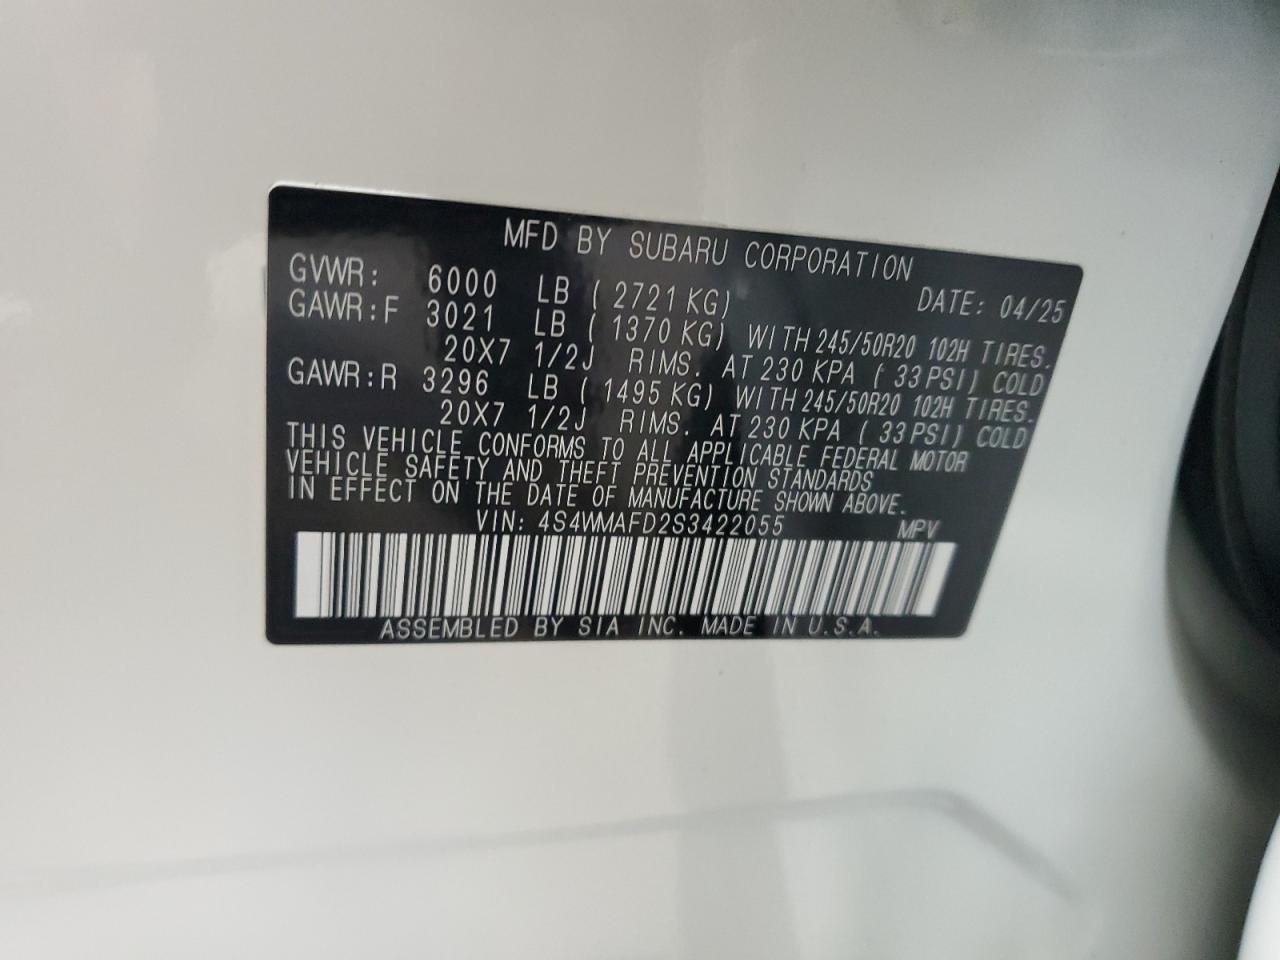 MFD BY SUBARU CORPORATION
DATE: 04/25
GVWR: 6000 LB ( 2721 KG)
GAWR:F 3021 LB ( 1370 KG) WITH 245/50R20 102H TIRES.
20X7 1/2J RIMS. AT 230 KPA ( 33 PSI) COLD
GAWR:R 3296 LB ( 1495 KG) WITH 245/50R20 102H TIRES.
20X7 1/2J RIMS. AT 230 KPA ( 33 PSI) COLD
THIS VEHICLE CONFORMS TO ALL APPLICABLE FEDERAL MOTOR
VEHICLE SAFETY AND THEFT PREVENTION STANDARDS
IN EFFECT ON THE DATE OF MANUFACTURE SHOWN ABOVE.
VIN: 4S4WMAFD2S3422055 MPV
ASSEMBLED BY SIA INC. MADE IN U.S.A.